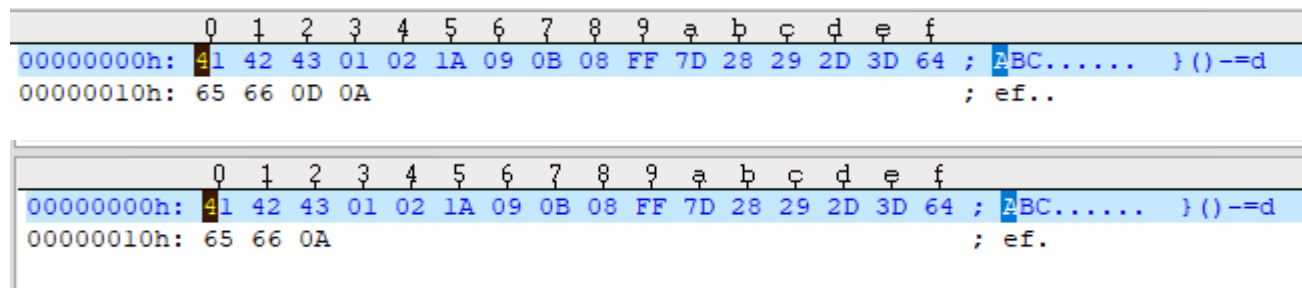 0 1 2 3 4 5 6 7 8 9 a b c d e f
00000000h: 41 42 43 01 02 1A 09 0B 08 FF 7D 28 29 2D 3D 64 ; ABC...... }()-=d
00000010h: 65 66 0D 0A ; ef..
0 1 2 3 4 5 6 7 8 9 a b c d e f
00000000h: 41 42 43 01 02 1A 09 0B 08 FF 7D 28 29 2D 3D 64 ; ABC...... }()-=d
00000010h: 65 66 0A ; ef.